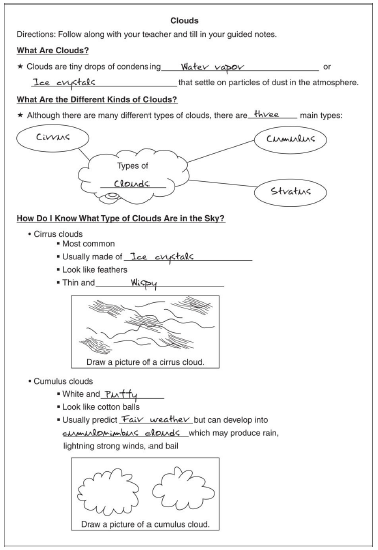 Clouds
Directions: Follow along with your teacher and till in your guided notes.
What Are Clouds?
★ Clouds are tiny drops of condensing Water vapor or
Ice crystals that settle on particles of dust in the atmosphere.
What Are the Different Kinds of Clouds?
★ Although there are many different types of clouds, there are three main types:
Cirrus
Cumulus
Types of
Clouds
Stratus
How Do I Know What Type of Clouds Are in the Sky?
▪ Cirrus clouds
▪ Most common
▪ Usually made of Ice crystals
▪ Look like feathers
▪ Thin and Wispy
Draw a picture of a cirrus cloud.
▪ Cumulus clouds
▪ White and Puffy
▪ Look like cotton balls
▪ Usually predict Fair weather but can develop into
cumulonimbus clouds which may produce rain,
lightning strong winds, and bail
Draw a picture of a cumulus cloud.